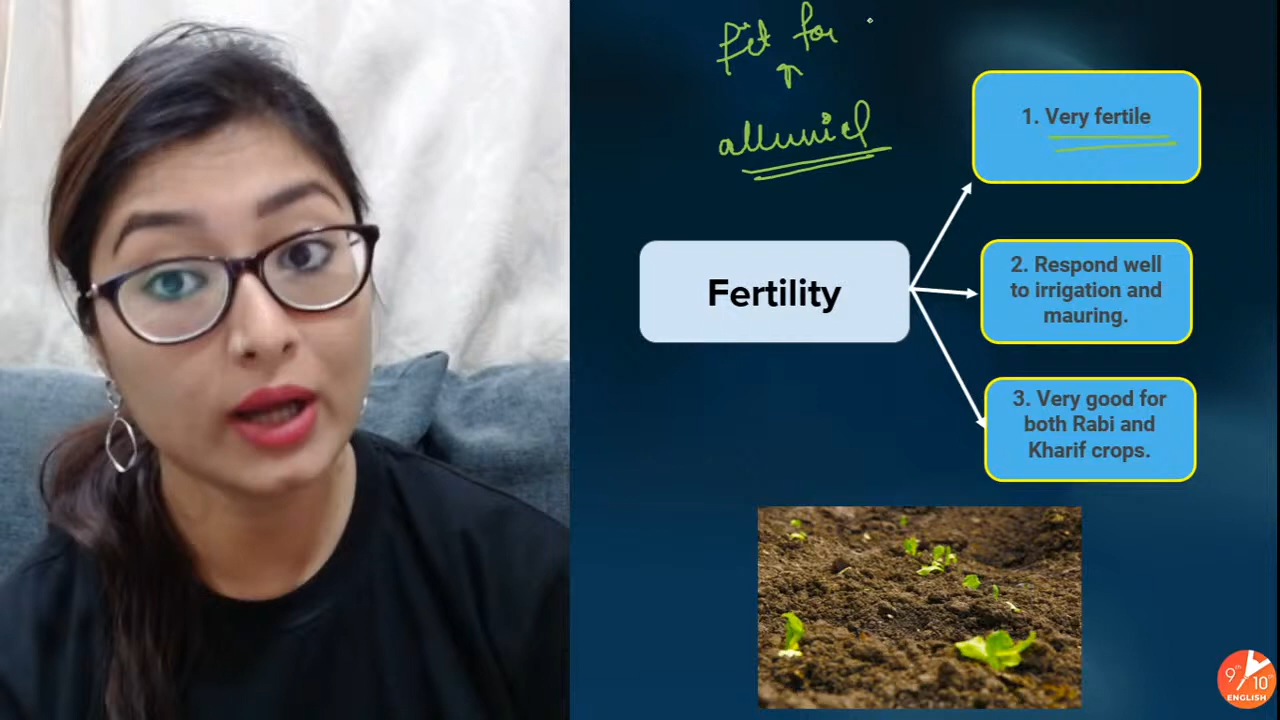 fit for
alluvial
Fertility
1. Very fertile
2. Respond well
to irrigation and
mauring.
3. Very good for
both Rabi and
Kharif crops.
9th 10th
ENGLISH